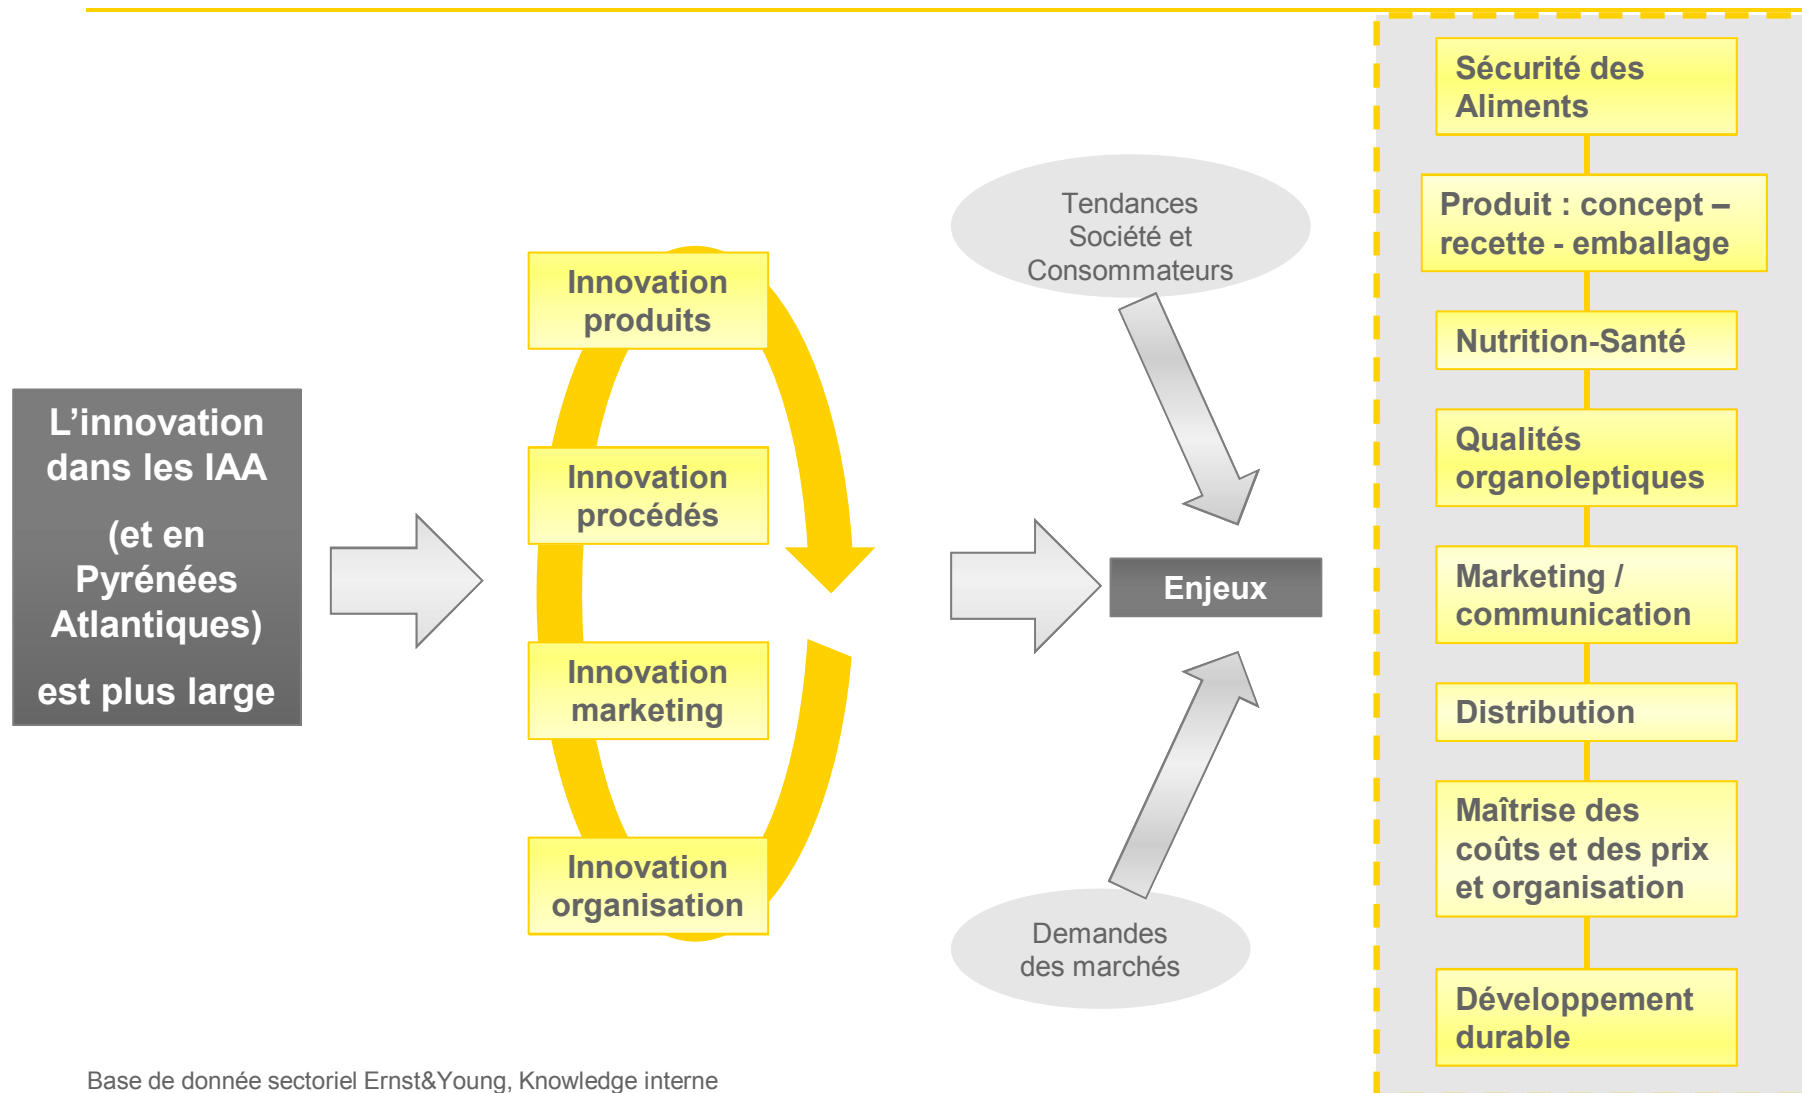 L’innovation
dans les IAA
(et en
Pyrénées
Atlantiques)
est plus large
Innovation
produits
Innovation
procédés
Innovation
marketing
Innovation
organisation
Tendances
Société et
Consommateurs
Enjeux
Demandes
des marchés
Sécurité des
Aliments
Produit : concept –
recette - emballage
Nutrition-Santé
Qualités
organoleptiques
Marketing /
communication
Distribution
Maîtrise des
coûts et des prix
et organisation
Développement
durable
Base de donnée sectoriel Ernst&Young, Knowledge interne